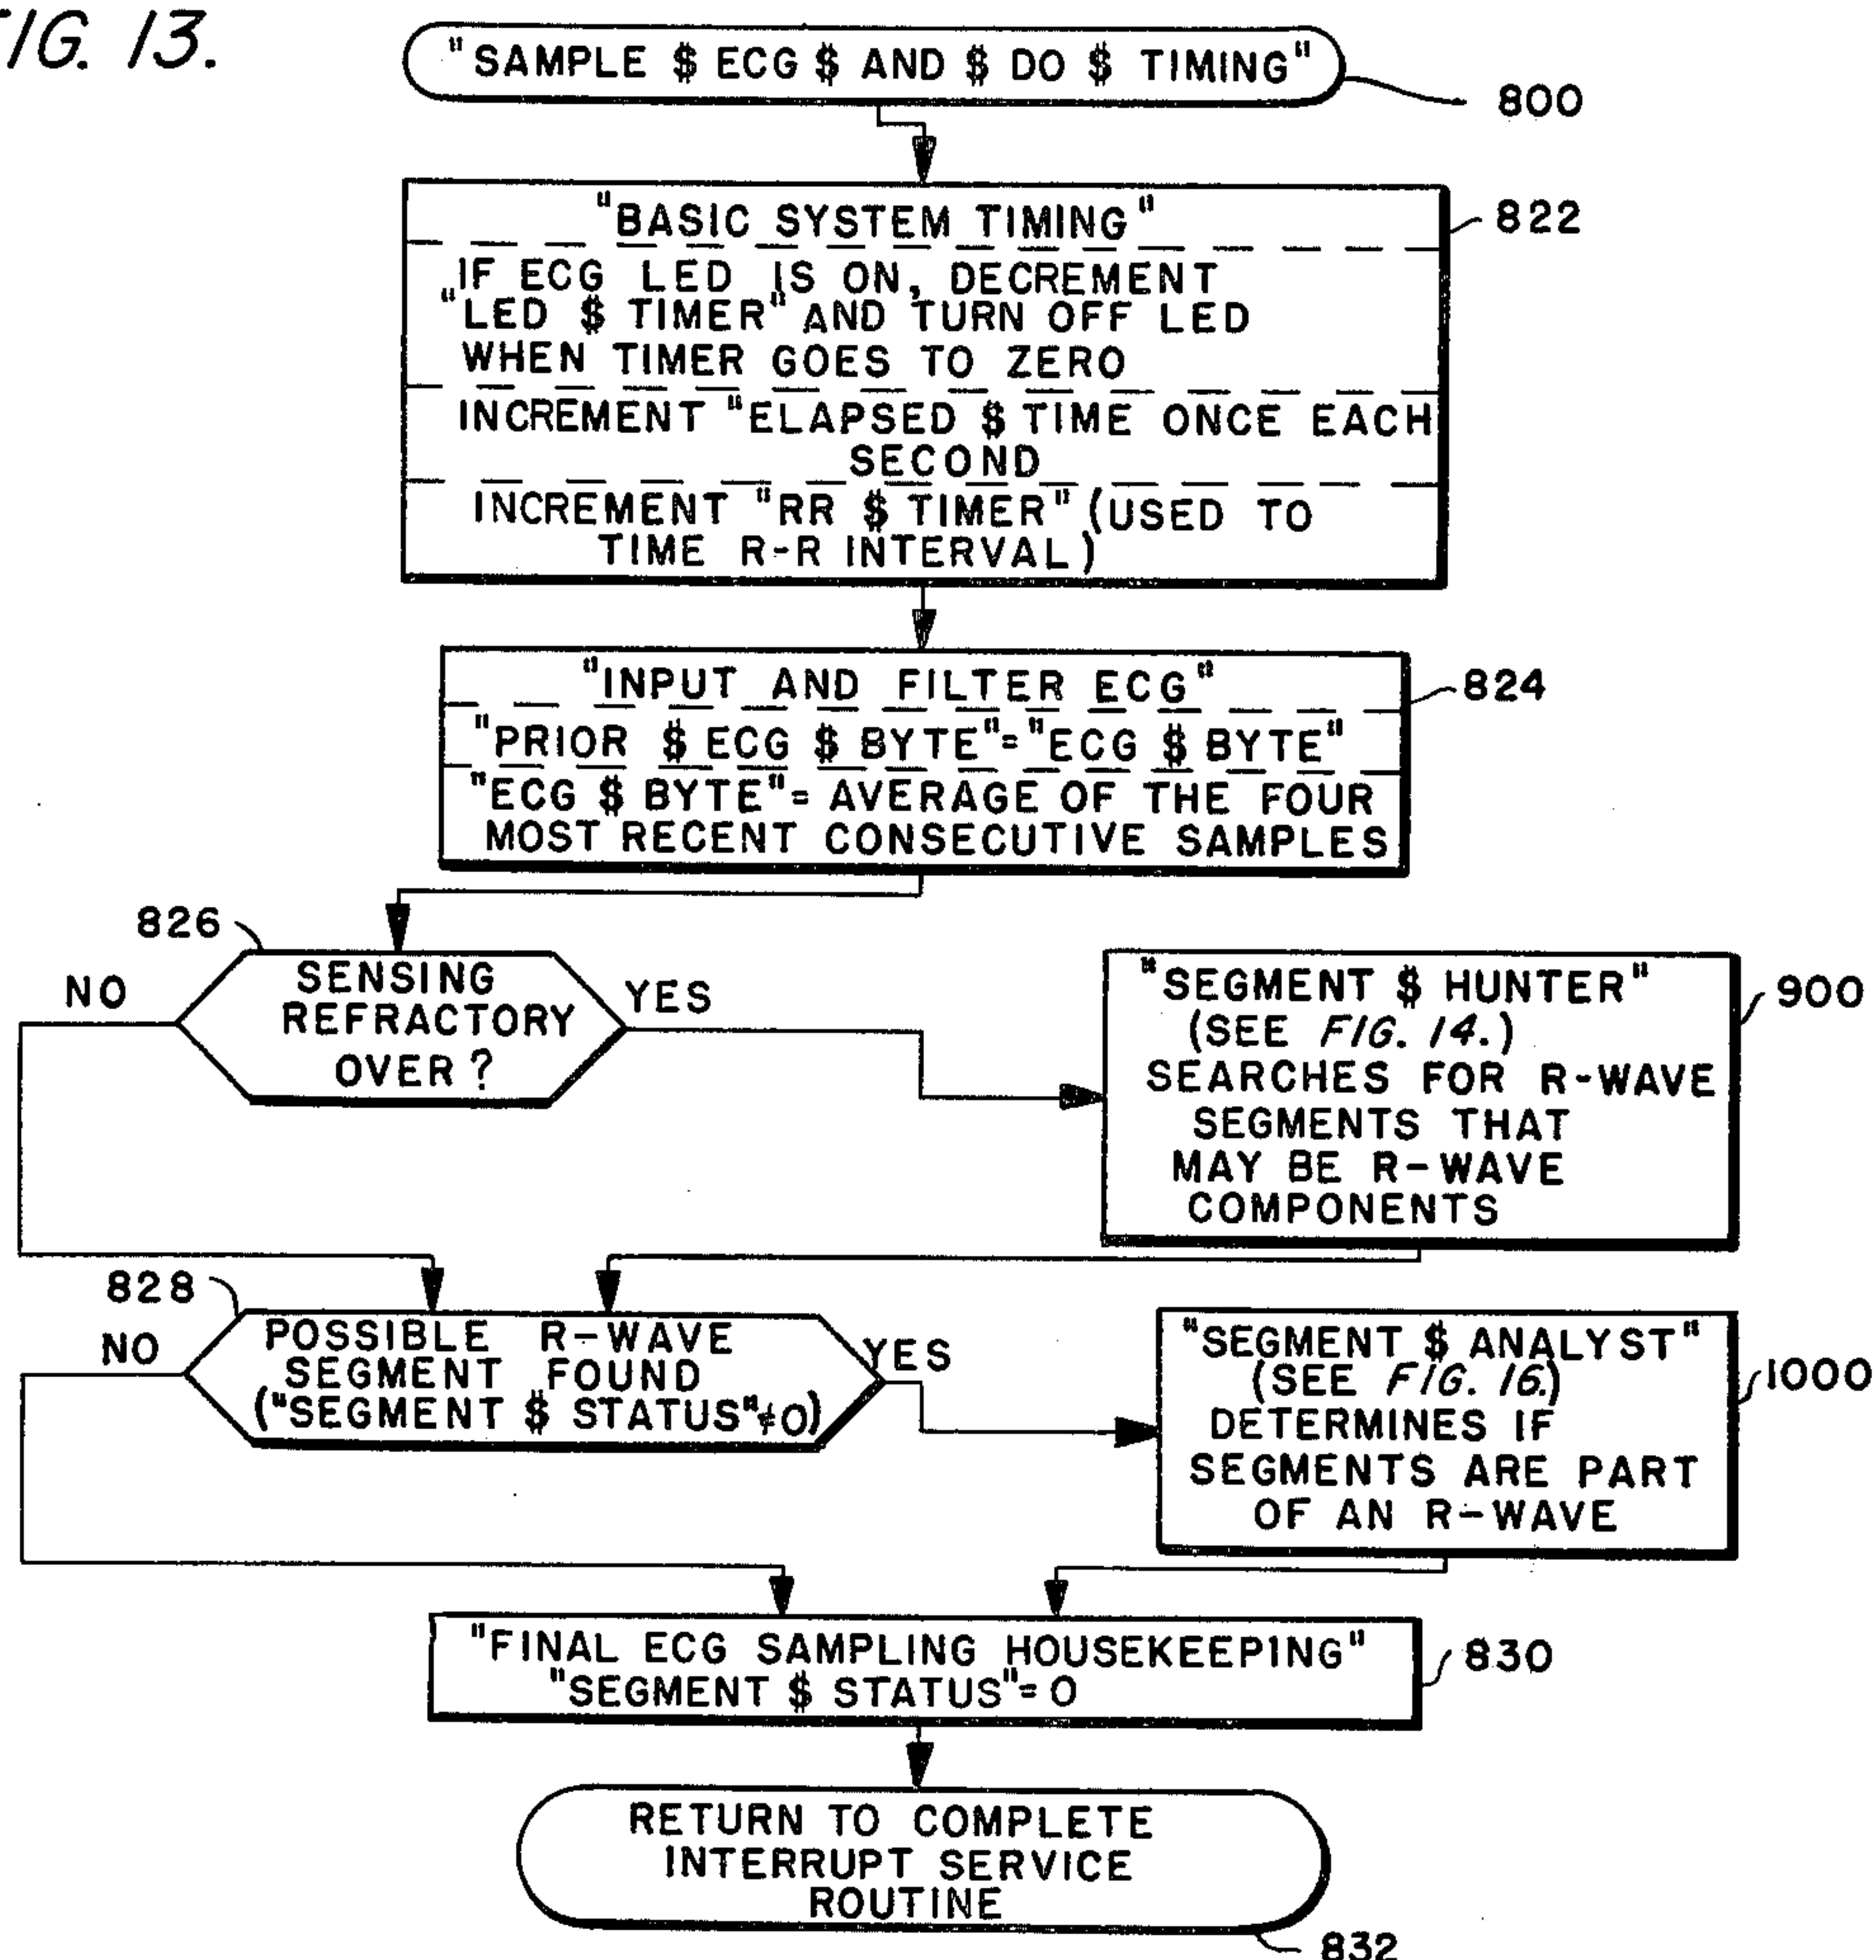 FIG. 13.
"SAMPLE $ ECG $ AND $ DO $ TIMING"
800
"BASIC SYSTEM TIMING"
822
IF ECG LED IS ON, DECREMENT
"LED $ TIMER" AND TURN OFF LED
WHEN TIMER GOES TO ZERO
INCREMENT "ELAPSED $ TIME ONCE EACH
SECOND
INCREMENT "RR $ TIMER" (USED TO
TIME R-R INTERVAL)
"INPUT AND FILTER ECG"
824
"PRIOR $ ECG $ BYTE"="ECG $ BYTE"
"ECG $ BYTE"= AVERAGE OF THE FOUR
MOST RECENT CONSECUTIVE SAMPLES
826
NO
SENSING
REFRACTORY
OVER?
YES
"SEGMENT $ HUNTER"
(SEE FIG. 14.)
SEARCHES FOR R-WAVE
SEGMENTS THAT
MAY BE R-WAVE
COMPONENTS
900
828
NO
POSSIBLE R-WAVE
SEGMENT FOUND
("SEGMENT $ STATUS"≠0)
YES
"SEGMENT $ ANALYST"
(SEE FIG. 16.)
DETERMINES IF
SEGMENTS ARE PART
OF AN R-WAVE
1000
"FINAL ECG SAMPLING HOUSEKEEPING"
"SEGMENT $ STATUS"= 0
830
RETURN TO COMPLETE
INTERRUPT SERVICE
ROUTINE
832